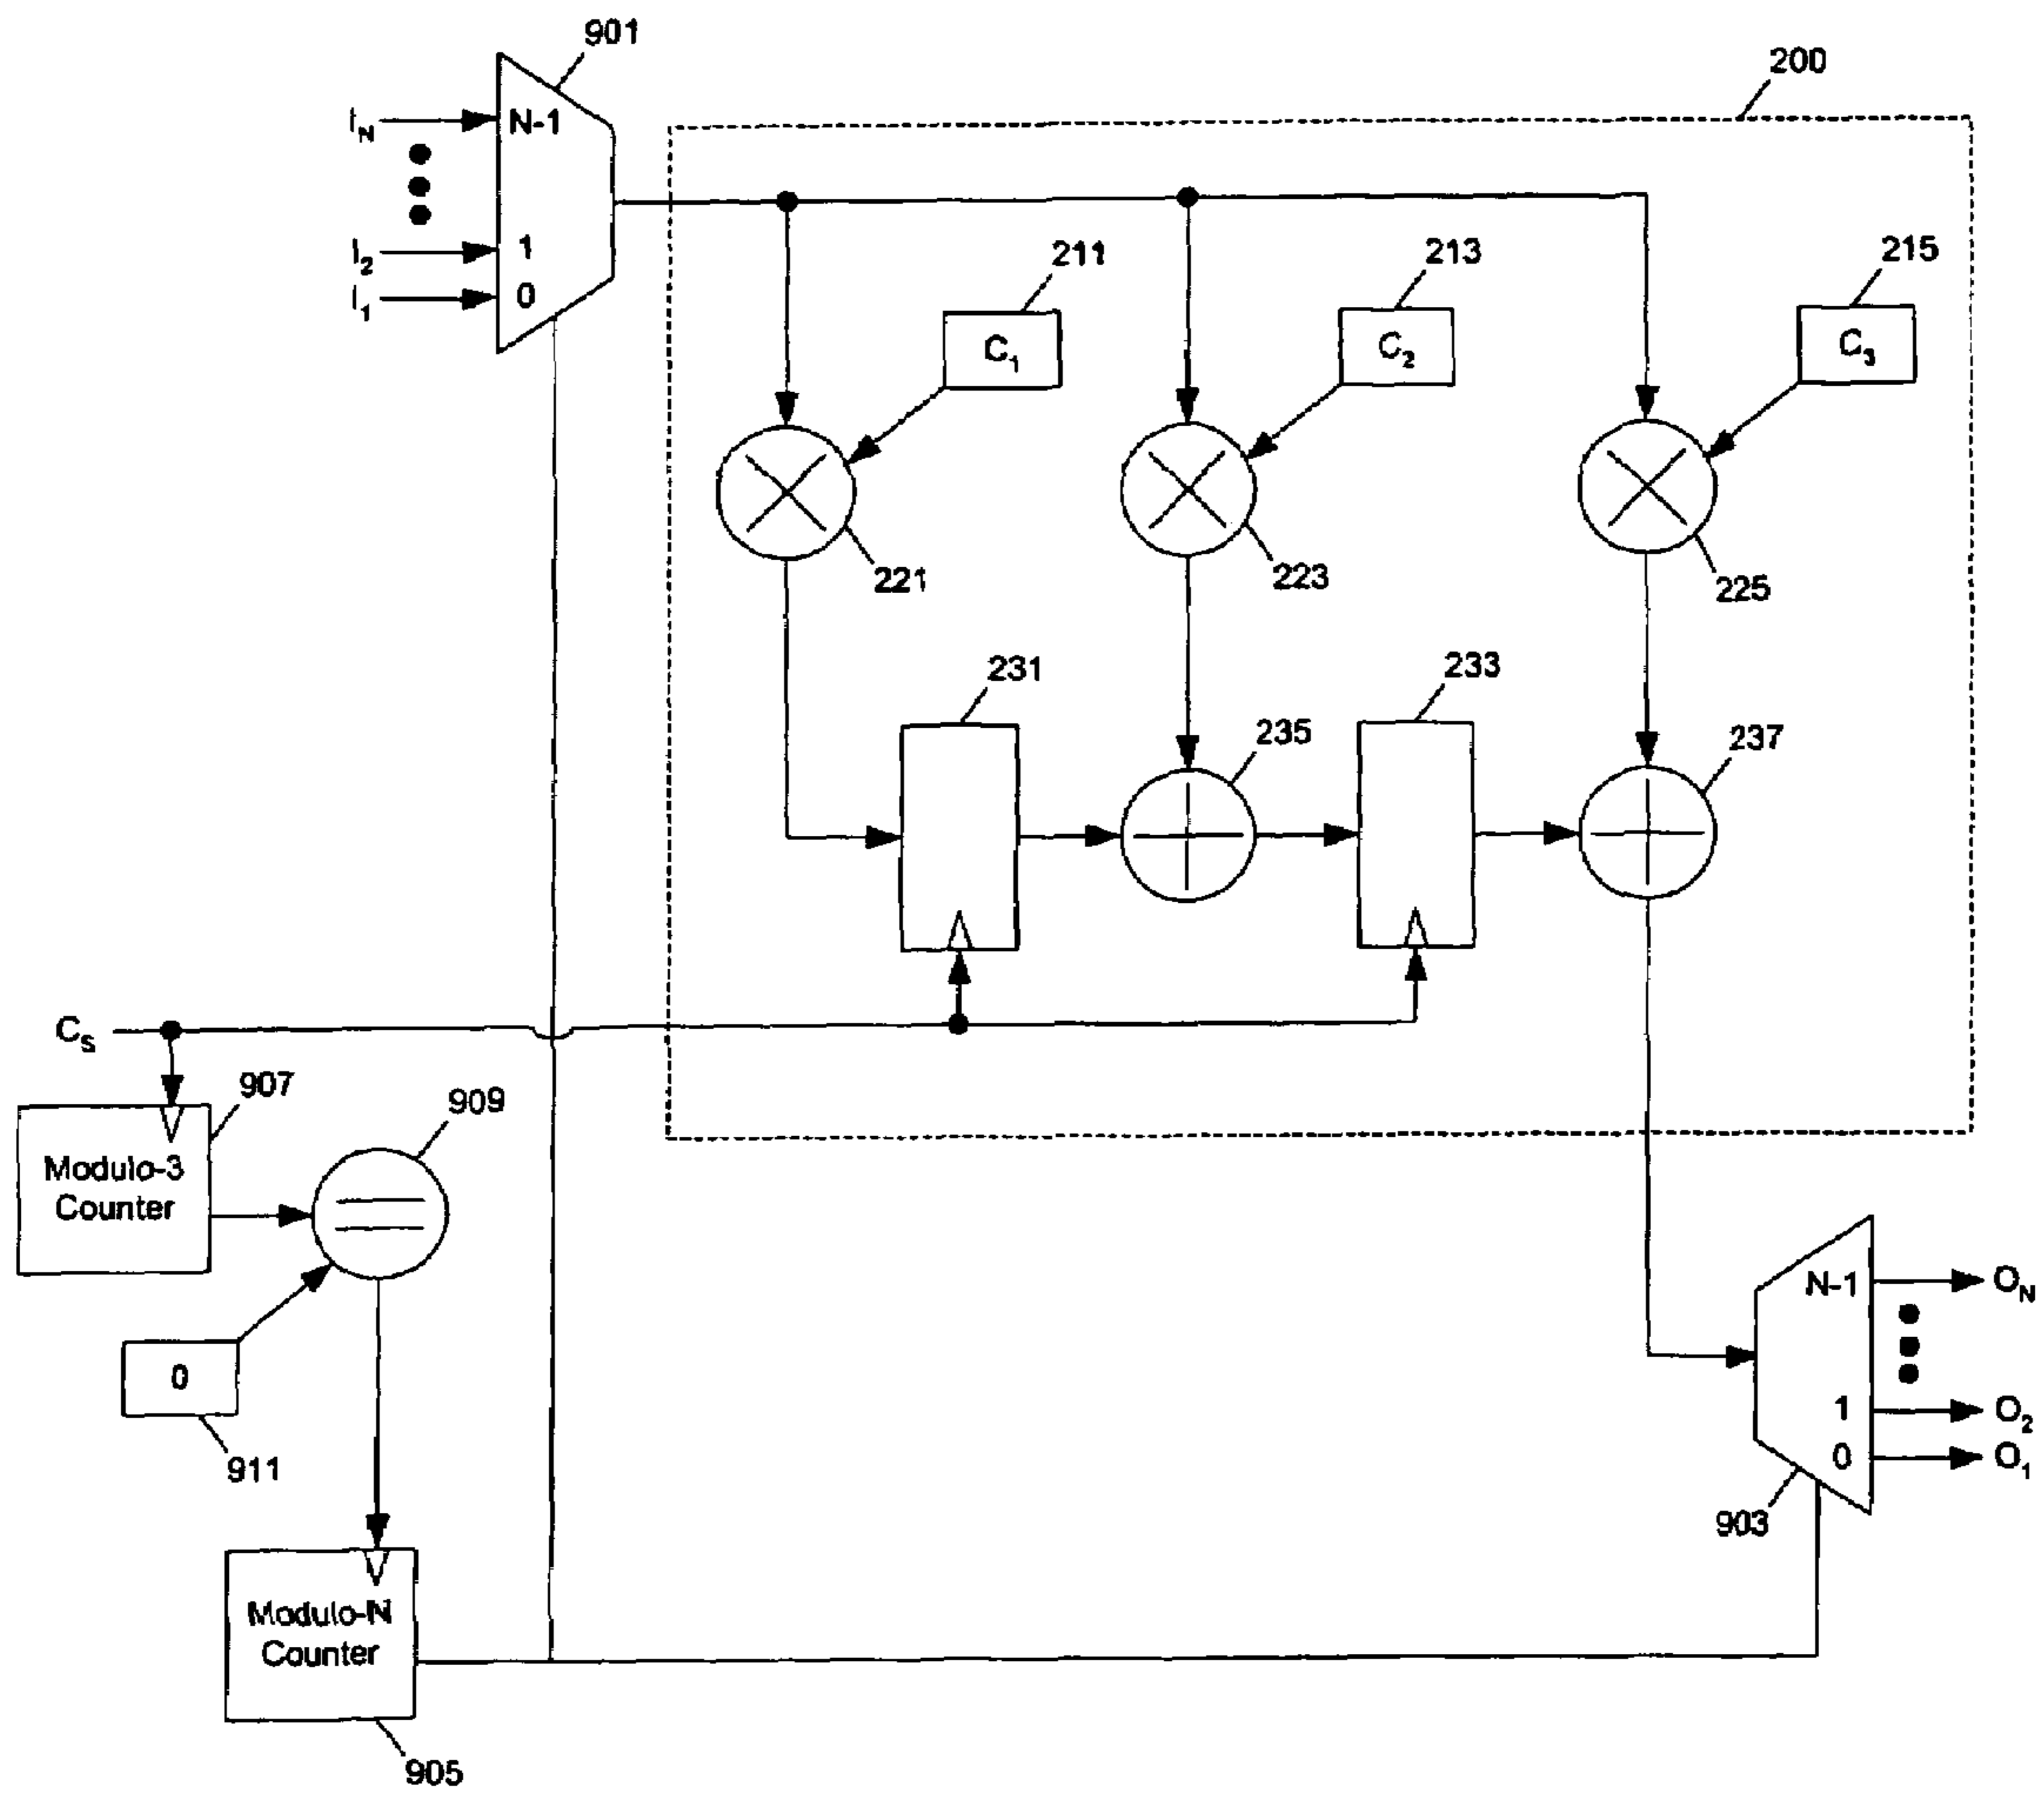 901
200
I_N
N-1
I_2
1
I_1
0
211
213
215
C_1
C_2
C_3
221
223
225
231
233
235
237
C_S
907
909
Modulo-3
Counter
0
911
N-1
O_N
1
O_2
0
O_1
903
Modulo-N
Counter
905